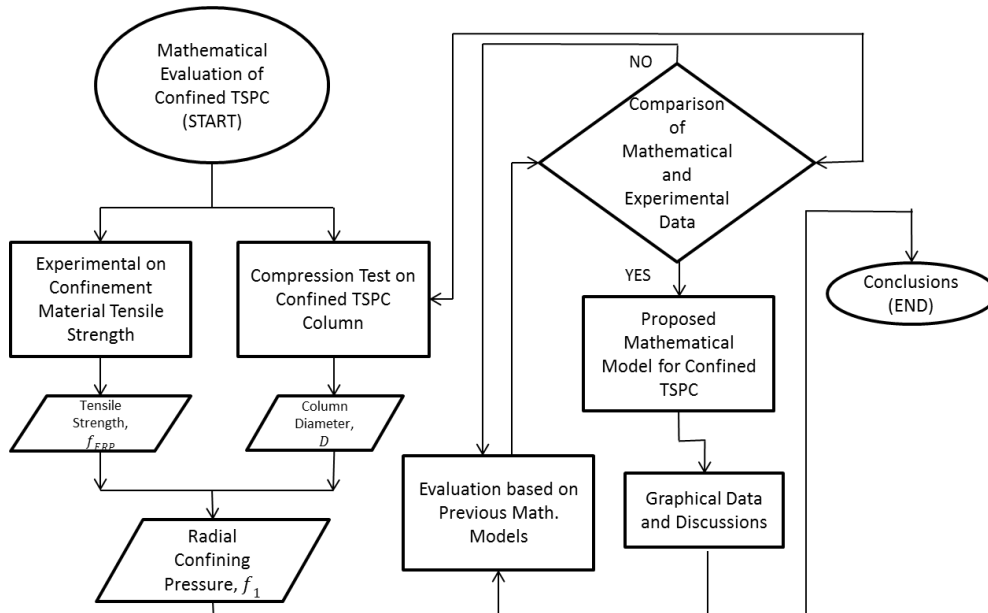 Mathematical
Evaluation of
Confined TSPC
(START)
Experimental on
Confinement
Material Tensile
Strength
Compression Test on
Confined TSPC
Column
Tensile
Strength,
f_FRP
Column
Diameter,
D
Radial
Confining
Pressure, f_1
NO
Comparison
of
Mathematical
and
Experimental
Data
YES
Proposed
Mathematical
Model for Confined
TSPC
Evaluation based on
Previous Math.
Models
Graphical Data
and Discussions
Conclusions
(END)